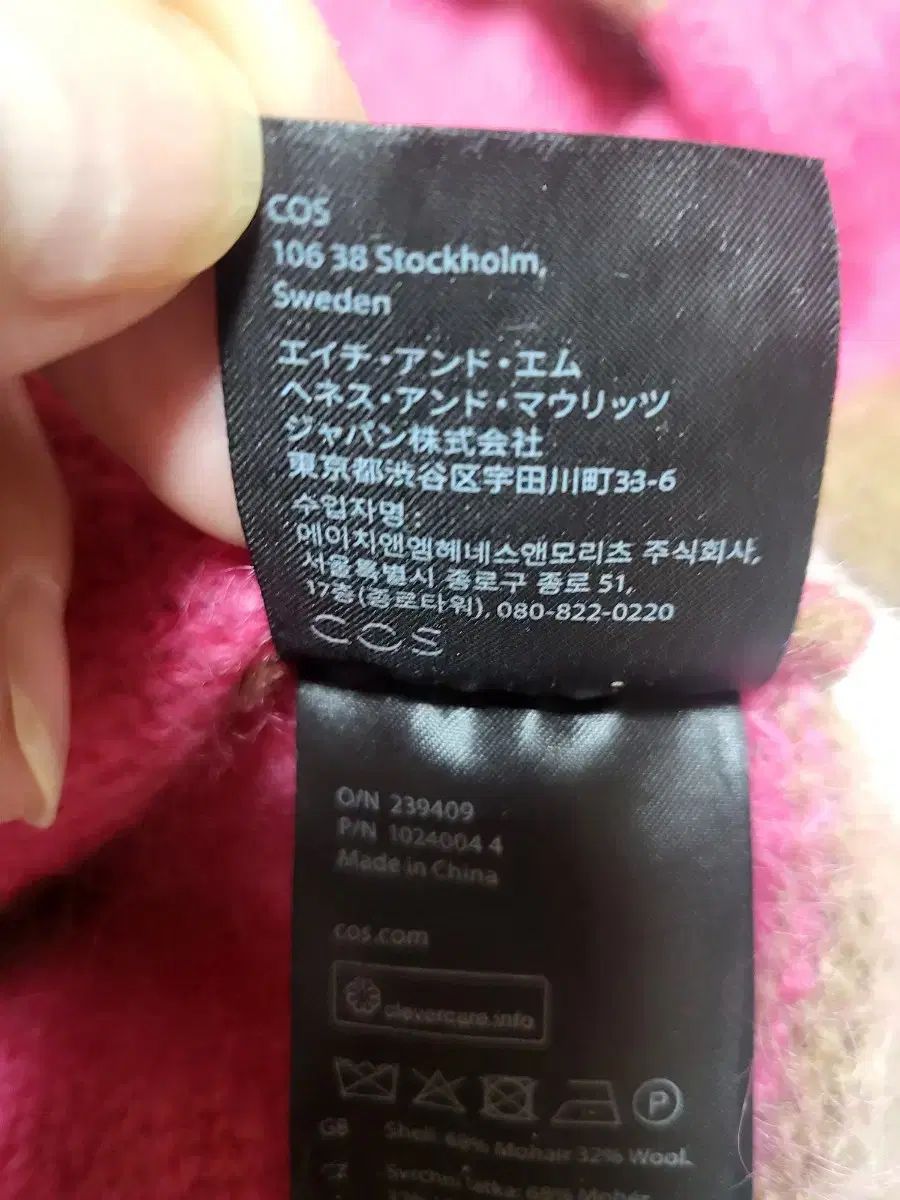 COS
106 38 Stockholm,
Sweden
エイチ・アンド・エム
ヘネス・アンド・マウリッツ
ジャパン株式会社
東京都渋谷区宇田川町33-6
수입자명 :
에이치앤엠헤네스앤모리츠 주식회사,
서울특별시 종로구 종로 51,
17층(종로타워), 080-822-0220
COS
O/N 239409
P/N 1024004 4
Made in China
cos.com
clevercare.info
P
GB Shell: 68% Mohair 32% Wool.
CZ Svrchní látka: 68% Mohér